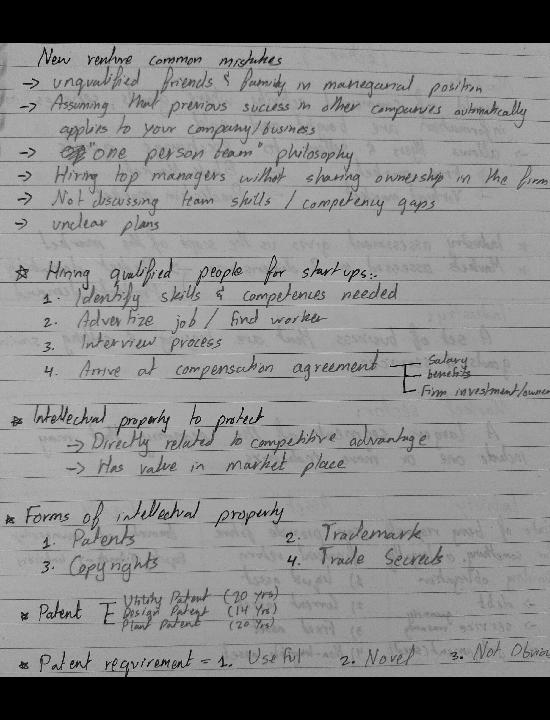 New venture common mistakes
→ unqualified friends & family in manegarial position
→ Assuming that previous success in other companies automatically
applies to your company/business
→ "one person team" philosophy
→ Hiring top managers withot sharing ownership in the firm
→ Not discussing team skills / competency gaps
→ unclear plans
* Hiring qualified people for startups:.
1. Identify skills & competences needed
2. Advertize job / find worker
3. Interview process
4. Arrive at compensation agreement
Salary
benefits
Firm investment/owner
* Intellectual property to protect
→ Directly related to competitive advantage
→ Has value in market place
* Forms of intellectual property
1. Patents 2. Trademark
3. Copyrights 4. Trade Secrets
Utility Patent (20 Yrs)
* Patent Design Patent (14 Yrs)
Plant Patent (20 Yrs)
* Patent requirement = 1. Useful 2. Novel 3. Not Obviou